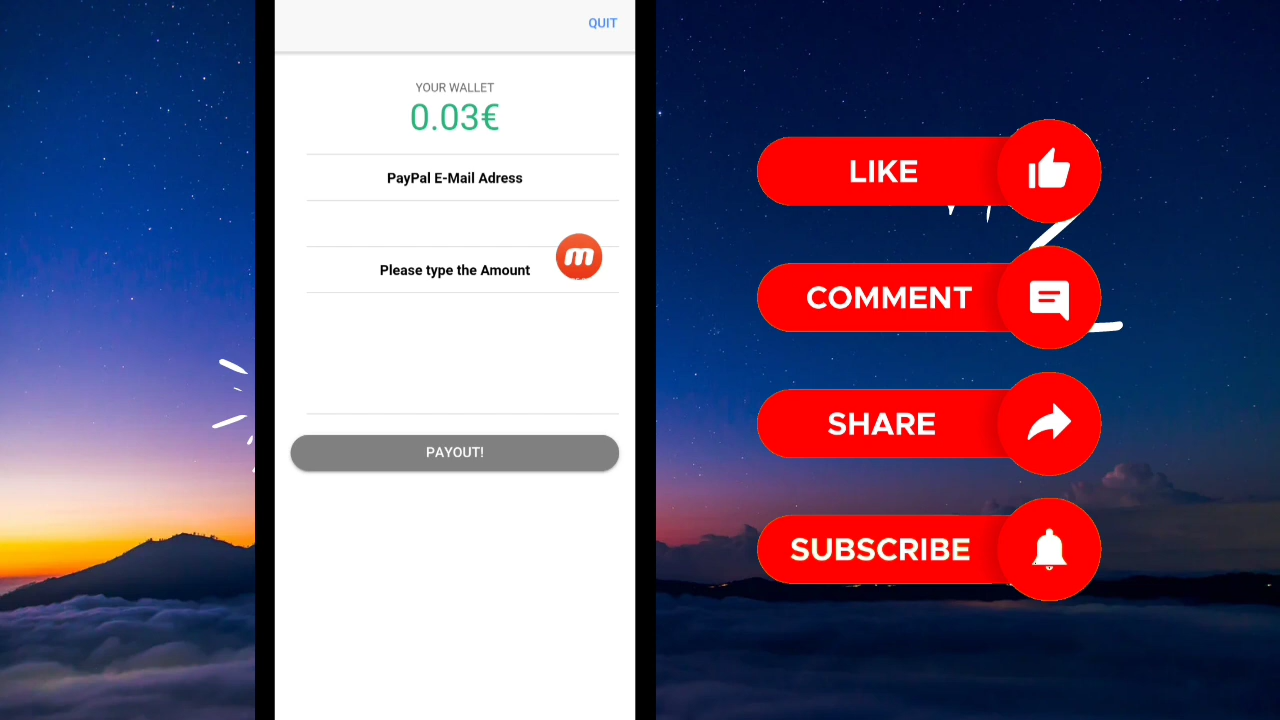 QUIT
YOUR WALLET
0.03€
PayPal E-Mail Adress
Please type the Amount
m
PAYOUT!
LIKE
COMMENT
SHARE
SUBSCRIBE